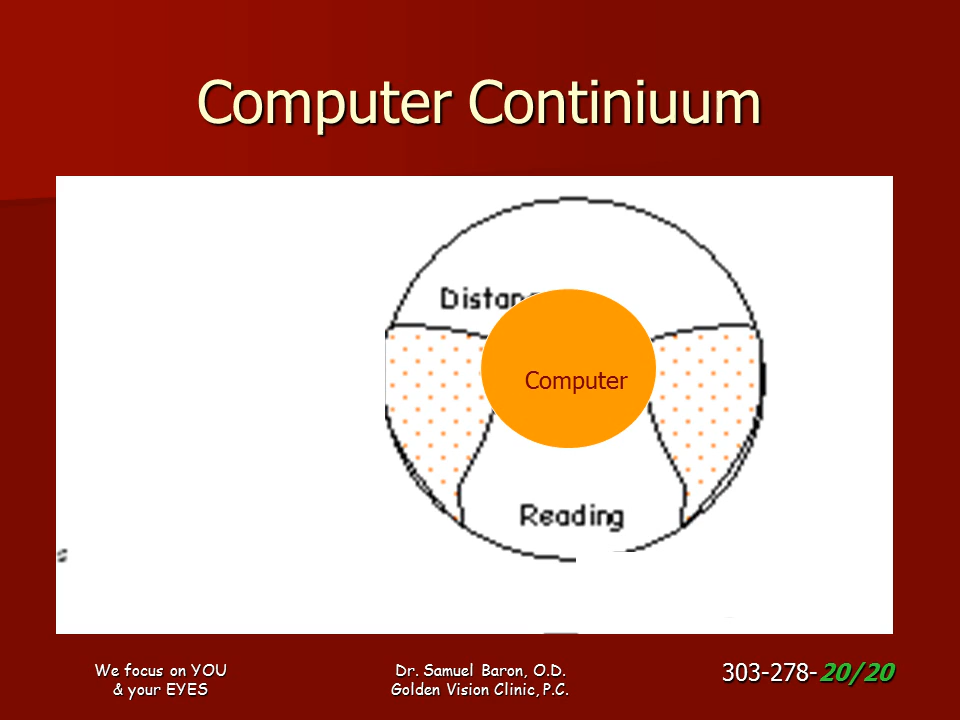 Computer Continiuum
Computer
Reading
We focus on YOU
& your EYES
Dr. Samuel Baron, O.D.
Golden Vision Clinic, P.C.
303-278-20/20